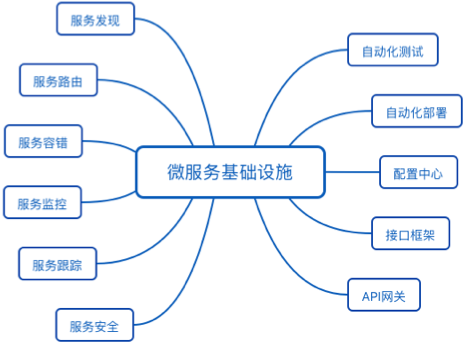 服务发现
服务路由
服务容错
服务监控
服务跟踪
服务安全
微服务基础设施
自动化测试
自动化部署
配置中心
接口框架
API网关